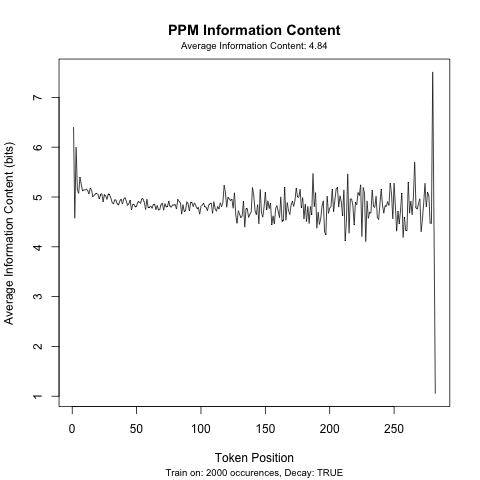 PPM Information Content
Average Information Content: 4.84
Average Information Content (bits)
7
6
5
4
3
2
1
0 50 100 150 200 250
Token Position
Train on: 2000 occurences, Decay: TRUE